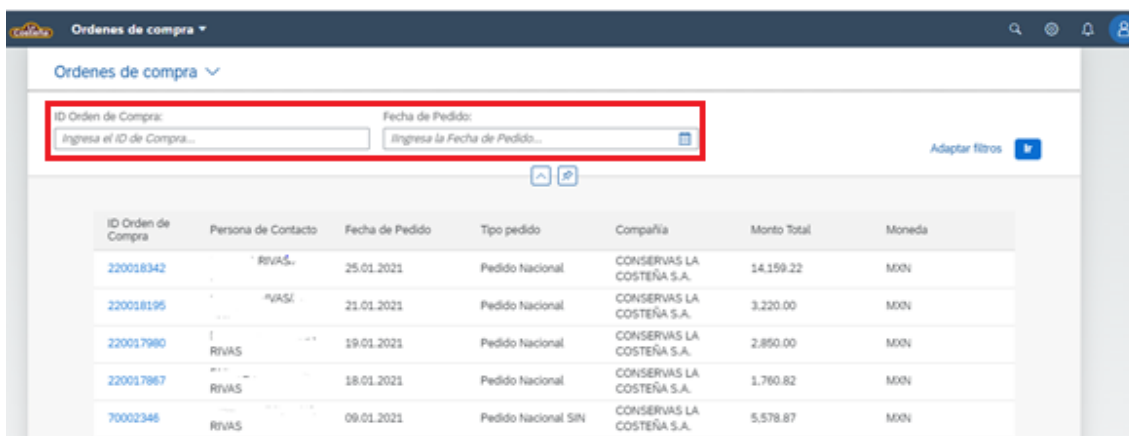 Costeña
Ordenes de compra
Ordenes de compra
ID Orden de Compra:
Fecha de Pedido:
Ingresa el ID de Compra...
IIngresa la Fecha de Pedido...
Adaptar filtros
Ir
ID Orden de Compra
Persona de Contacto
Fecha de Pedido
Tipo pedido
Compañía
Monto Total
Moneda
220018342
RIVAS
25.01.2021
Pedido Nacional
CONSERVAS LA COSTEÑA S.A.
14,159.22
MXN
220018195
21.01.2021
Pedido Nacional
CONSERVAS LA COSTEÑA S.A.
3,220.00
MXN
220017980
RIVAS
19.01.2021
Pedido Nacional
CONSERVAS LA COSTEÑA S.A.
2,850.00
MXN
220017867
RIVAS
18.01.2021
Pedido Nacional
CONSERVAS LA COSTEÑA S.A.
1,760.82
MXN
70002346
RIVAS
09.01.2021
Pedido Nacional SIN
CONSERVAS LA COSTEÑA S.A.
5,578.87
MXN